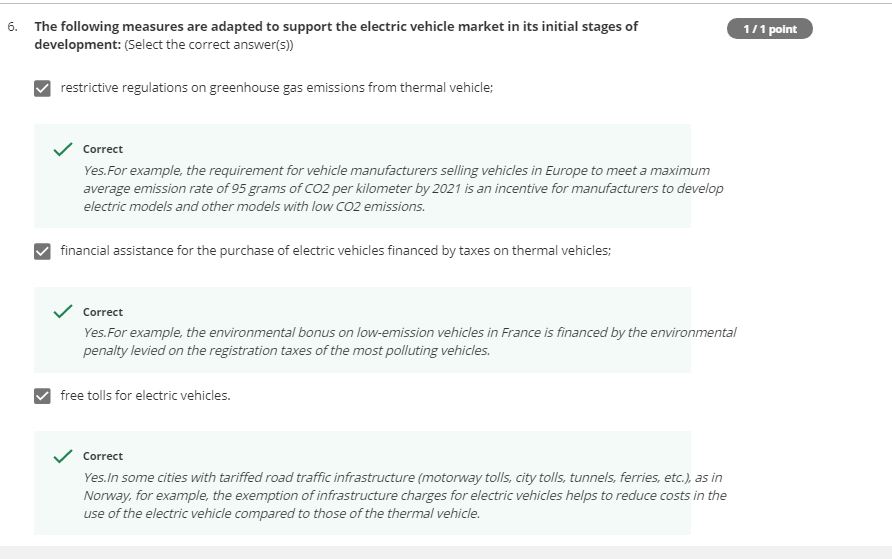 6. The following measures are adapted to support the electric vehicle market in its initial stages of
development: (Select the correct answer(s))
1 / 1 point
restrictive regulations on greenhouse gas emissions from thermal vehicle;
Correct
Yes.For example, the requirement for vehicle manufacturers selling vehicles in Europe to meet a maximum
average emission rate of 95 grams of CO2 per kilometer by 2021 is an incentive for manufacturers to develop
electric models and other models with low CO2 emissions.
financial assistance for the purchase of electric vehicles financed by taxes on thermal vehicles;
Correct
Yes.For example, the environmental bonus on low-emission vehicles in France is financed by the environmental
penalty levied on the registration taxes of the most polluting vehicles.
free tolls for electric vehicles.
Correct
Yes.In some cities with tariffed road traffic infrastructure (motorway tolls, city tolls, tunnels, ferries, etc.), as in
Norway, for example, the exemption of infrastructure charges for electric vehicles helps to reduce costs in the
use of the electric vehicle compared to those of the thermal vehicle.